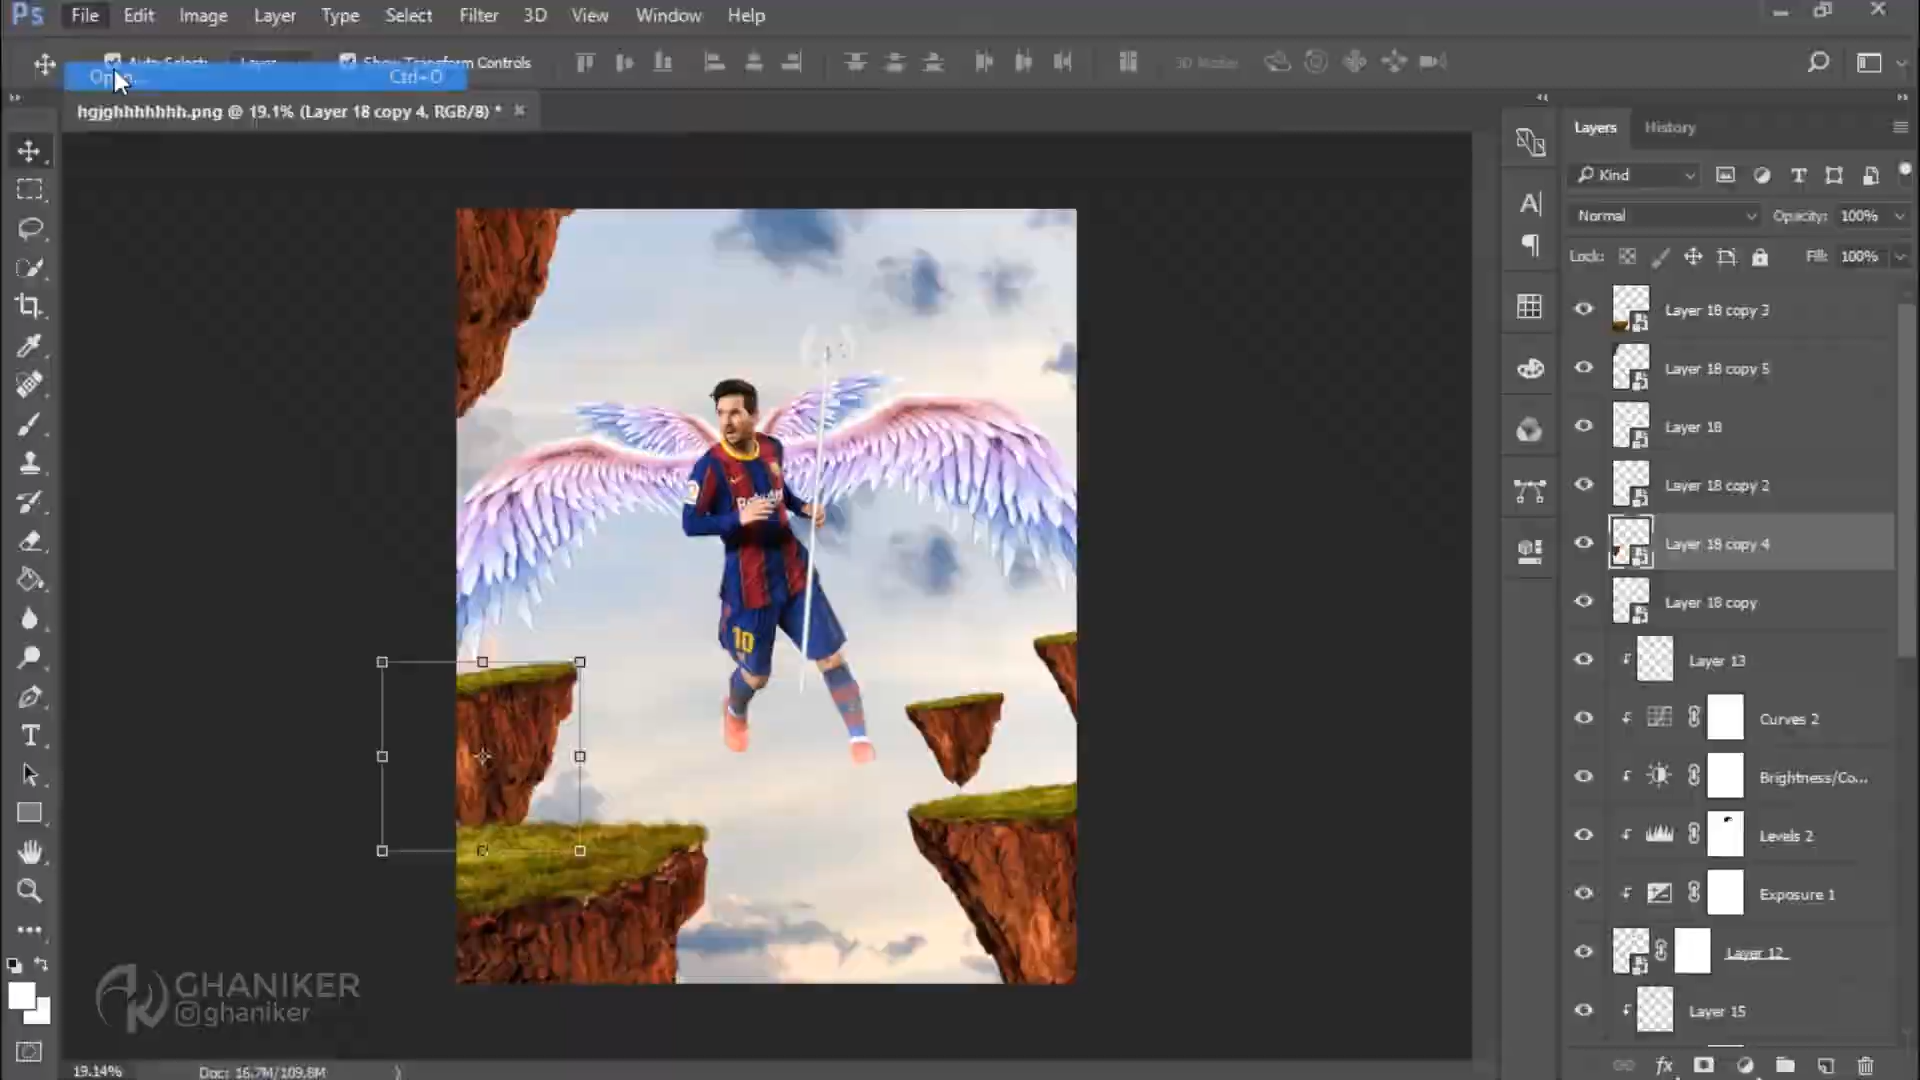 Ps File Edit Image Layer Type Select Filter 3D View Window Help
Auto Select: Layer Show Transform Controls 3D Mode:
Open... Ctrl+O
hgjghhhhhhh.png @ 19.1% (Layer 18 copy 4, RGB/8) *
Layers History
Kind
Normal Opacity: 100%
Lock: Fill: 100%
Layer 18 copy 3
Layer 18 copy 5
Layer 18
Layer 18 copy 2
Layer 18 copy 4
Layer 18 copy
Layer 13
Curves 2
Brightness/Co...
Levels 2
Exposure 1
Layer 12
Layer 15
10
GHANIKER
@ghaniker
19.14% Doc: 16.7M/109.8M